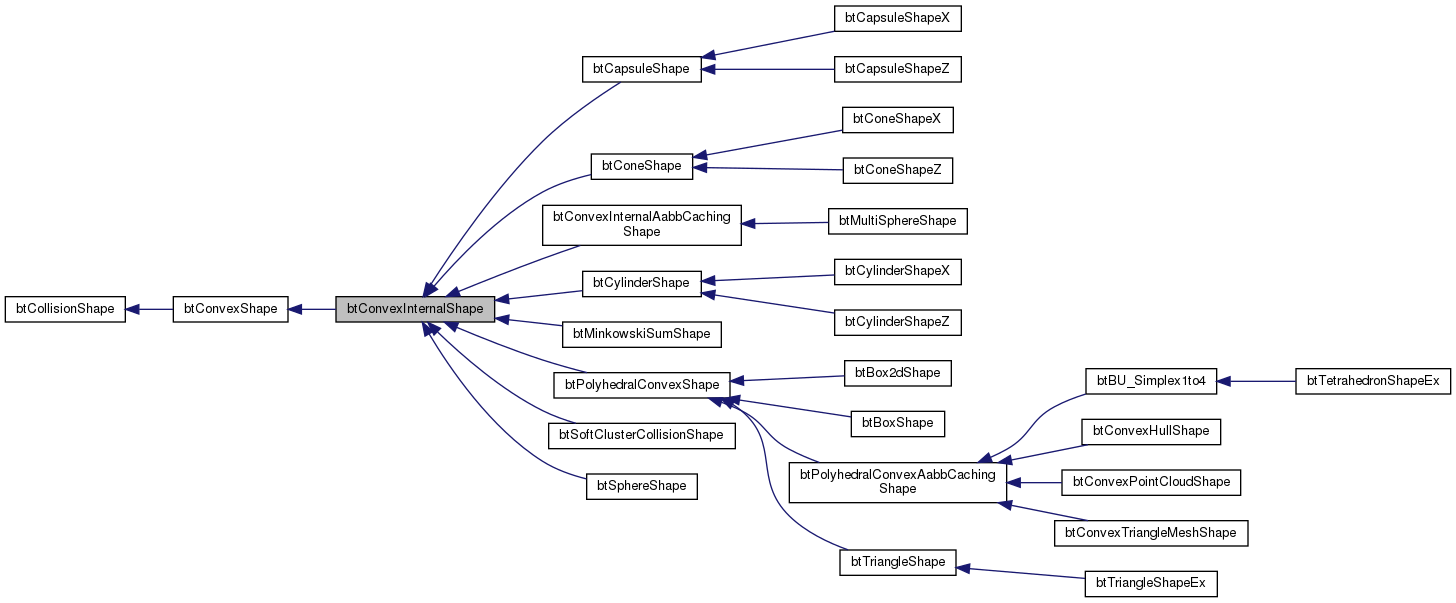 btCapsuleShapeX
btCapsuleShape
btCapsuleShapeZ
btConeShapeX
btConeShape
btConeShapeZ
btConvexInternalAabbCaching
Shape
btMultiSphereShape
btCylinderShapeX
btCylinderShape
btCollisionShape
btConvexShape
btConvexInternalShape
btCylinderShapeZ
btMinkowskiSumShape
btPolyhedralConvexShape
btBox2dShape
btBU_Simplex1to4
btTetrahedronShapeEx
btBoxShape
btSoftClusterCollisionShape
btConvexHullShape
btSphereShape
btPolyhedralConvexAabbCaching
Shape
btConvexPointCloudShape
btConvexTriangleMeshShape
btTriangleShape
btTriangleShapeEx